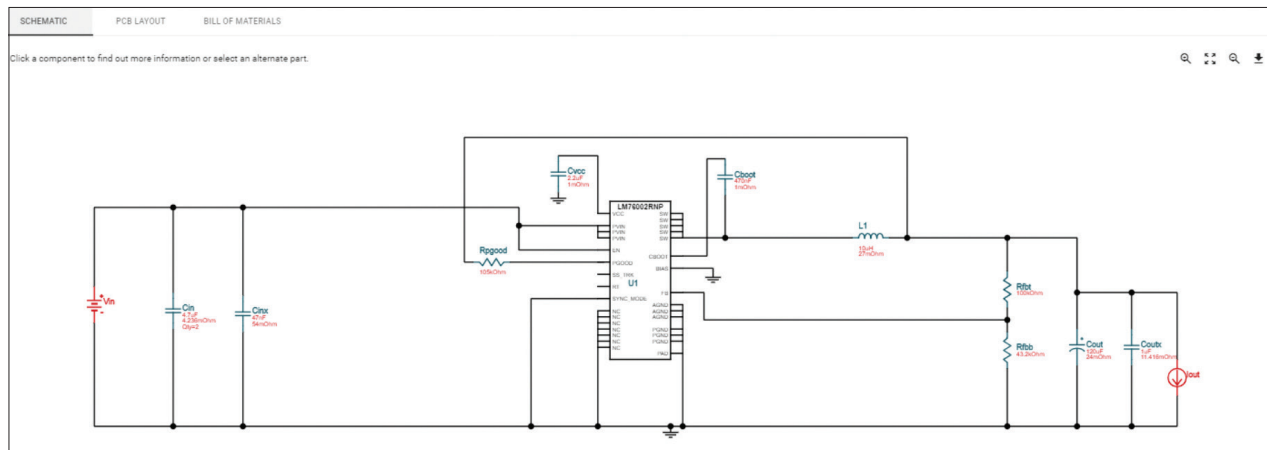 SCHEMATIC PCB LAYOUT BILL OF MATERIALS
Click a component to find out more information or select an alternate part.
Vin
Cin
4.7uF
4.236mOhm
Qty=2
Cinx
47nF
54mOhm
Rpgood
105kOhm
Cvcc
2.2uF
1mOhm
Cboot
470nF
1mOhm
LM76002RNP
VCC
PVIN
PVIN
PVIN
EN
PGOOD
SS_TRK
RT
SYNC_MODE
NC
NC
NC
NC
NC
NC
NC
U1
SW
SW
SW
SW
SW
CBOOT
BIAS
FB
AGND
AGND
AGND
PGND
PGND
PGND
PAD
L1
10uH
27mOhm
Rfbt
100kOhm
Rfbb
43.2kOhm
Cout
120uF
24mOhm
Coutx
1uF
11.416mOhm
Iout